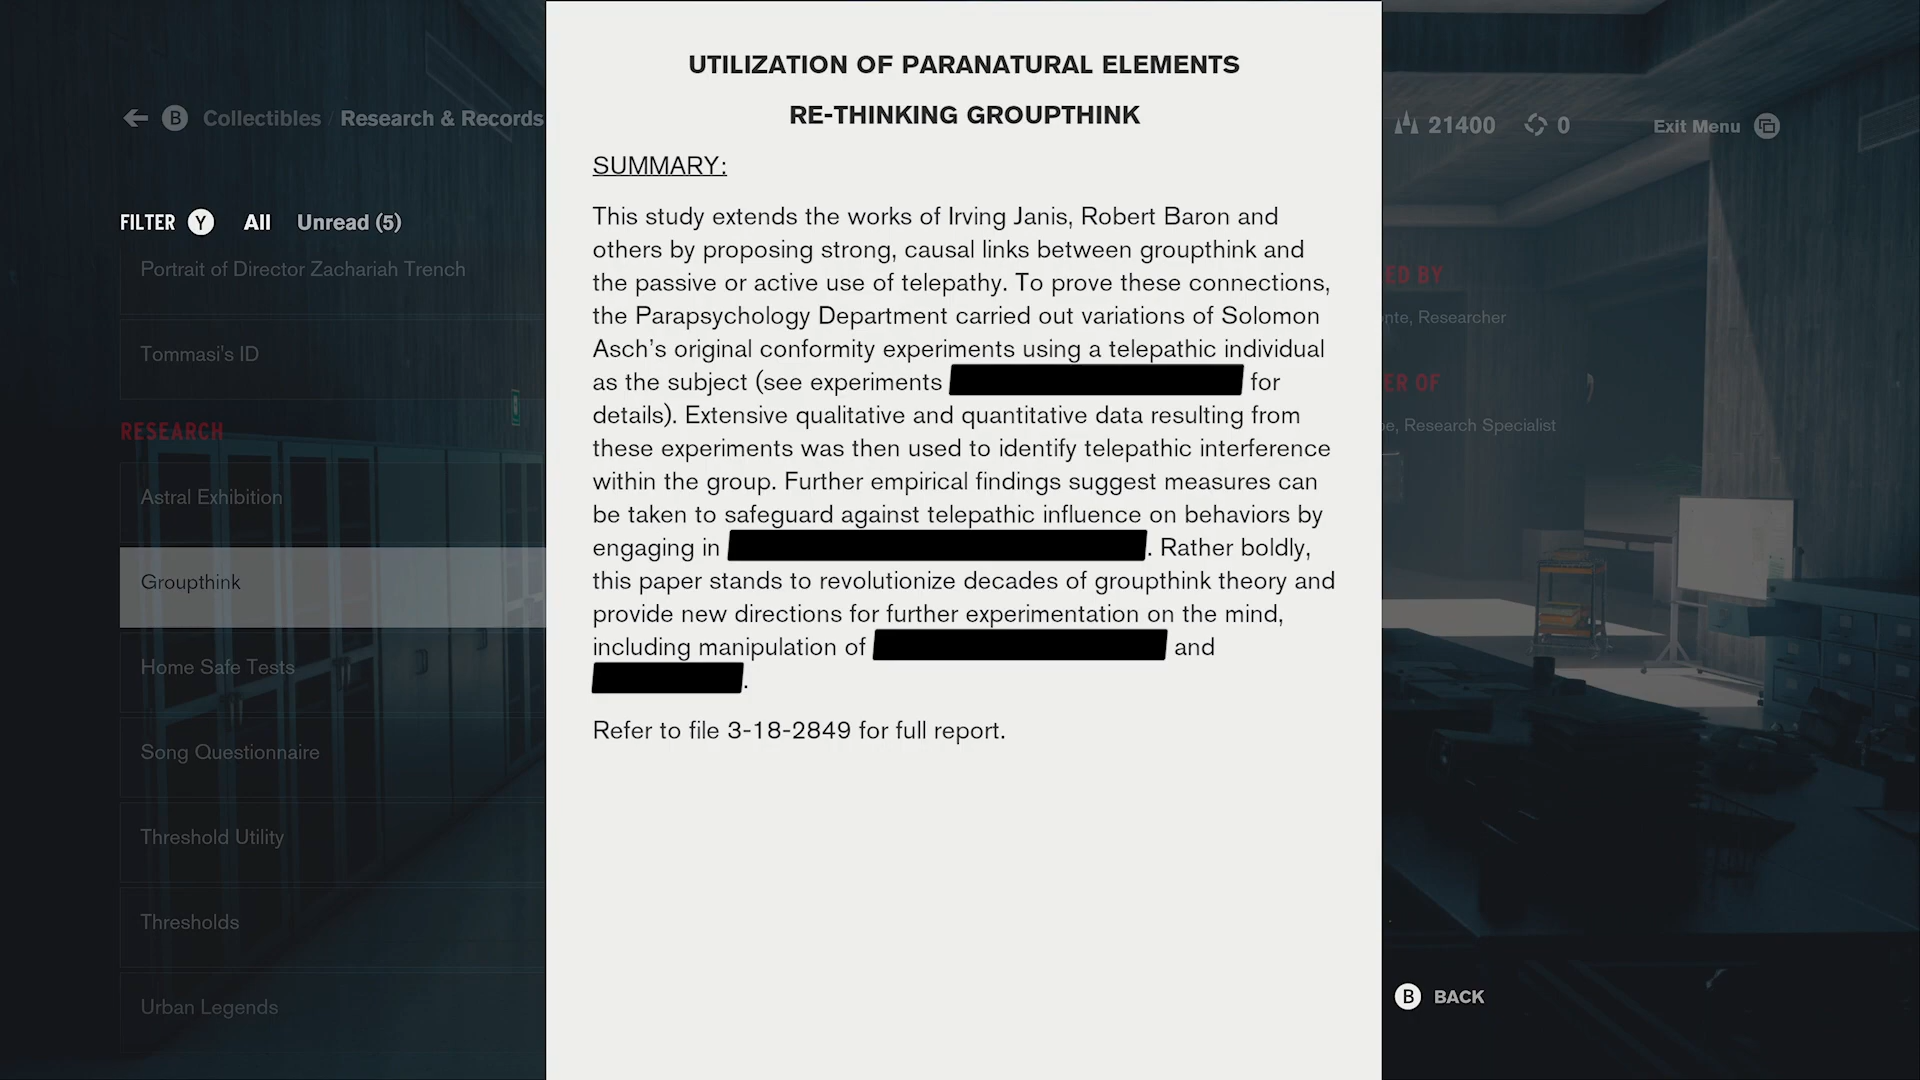 B Collectibles / Research & Records
21400
0
Exit Menu
FILTER Y All Unread (5)
Portrait of Director Zachariah Trench
Tommasi's ID
RESEARCH
Astral Exhibition
Groupthink
Home Safe Tests
Song Questionnaire
Threshold Utility
Thresholds
Urban Legends
UTILIZATION OF PARANATURAL ELEMENTS
RE-THINKING GROUPTHINK
SUMMARY:
This study extends the works of Irving Janis, Robert Baron and
others by proposing strong, causal links between groupthink and
the passive or active use of telepathy. To prove these connections,
the Parapsychology Department carried out variations of Solomon
Asch's original conformity experiments using a telepathic individual
as the subject (see experiments for
details). Extensive qualitative and quantitative data resulting from
these experiments was then used to identify telepathic interference
within the group. Further empirical findings suggest measures can
be taken to safeguard against telepathic influence on behaviors by
engaging in . Rather boldly,
this paper stands to revolutionize decades of groupthink theory and
provide new directions for further experimentation on the mind,
including manipulation of and
.
Refer to file 3-18-2849 for full report.
BY
Researcher
OF
Research Specialist
B BACK